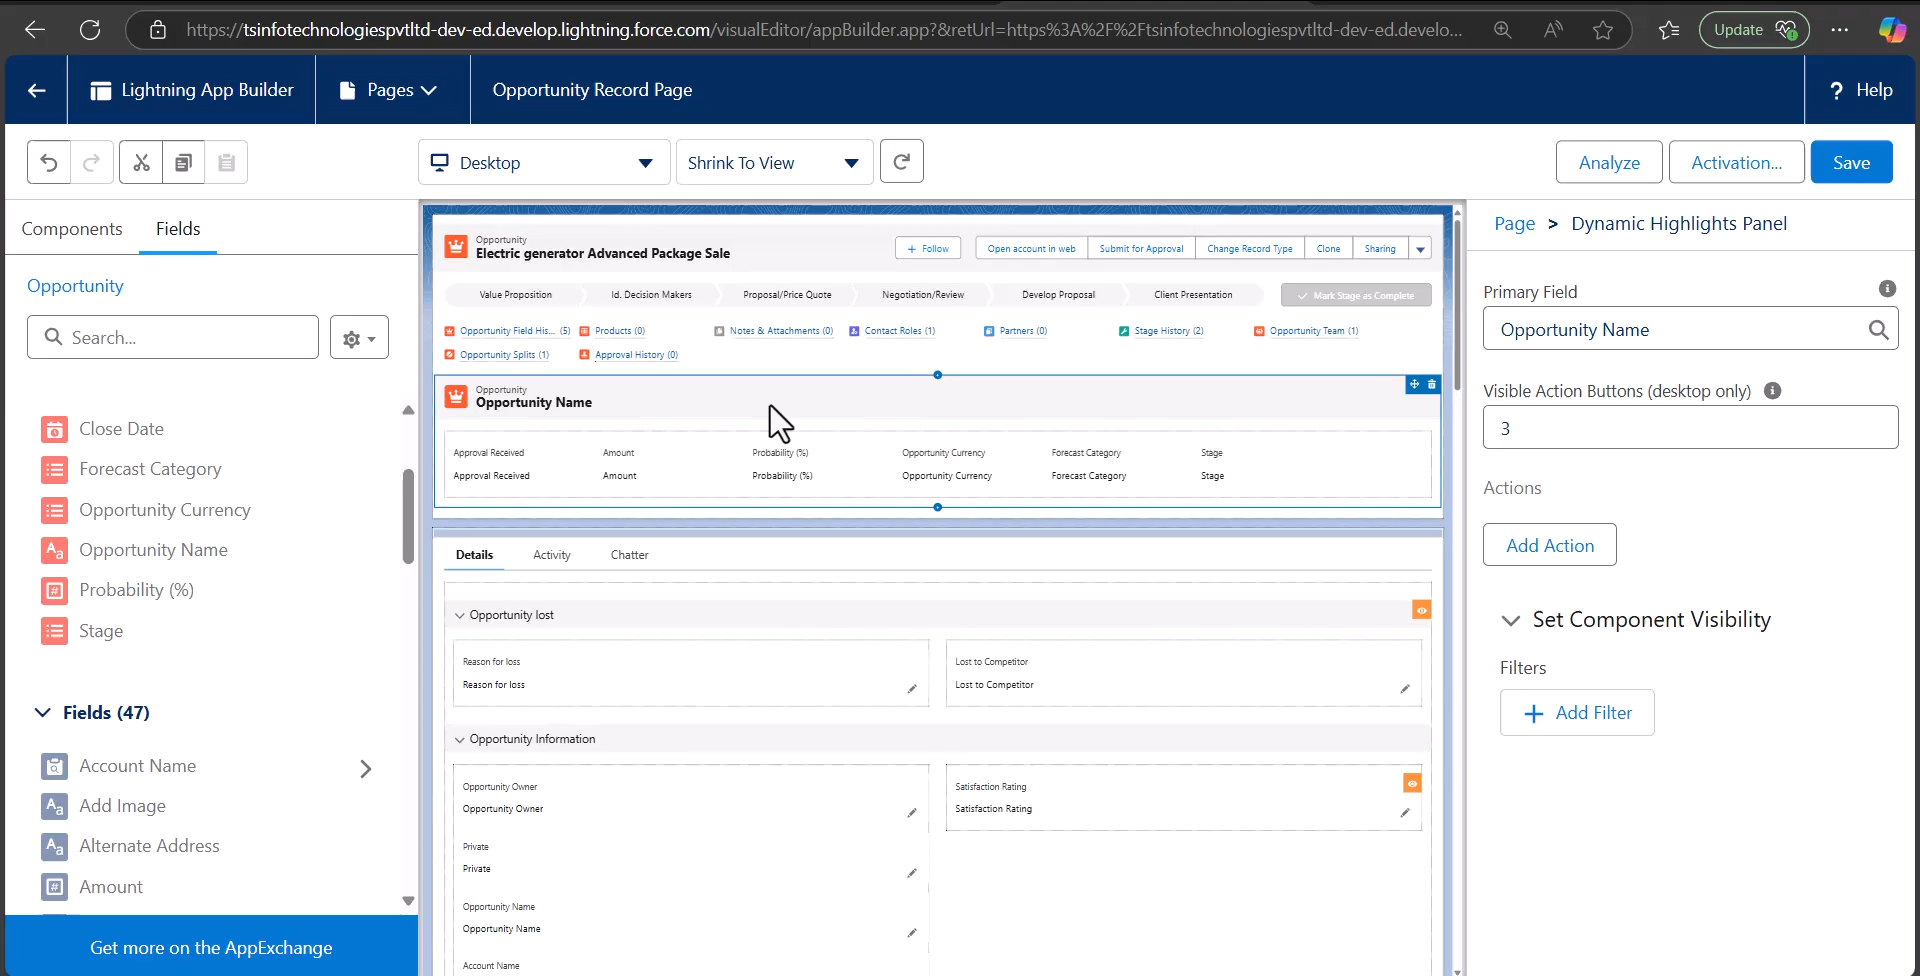 https://tsinfotechnologiespvtltd-dev-ed.develop.lightning.force.com/visualEditor/appBuilder.app?&retUrl=https%3A%2F%2Ftsinfotechnologiespvtltd-dev-ed.develo...
Update
Lightning App Builder
Pages
Opportunity Record Page
? Help
Desktop
Shrink To View
Analyze
Activation...
Save
Components
Fields
Opportunity
Search...
Close Date
Forecast Category
Opportunity Currency
Opportunity Name
Probability (%)
Stage
Fields (47)
Account Name
Add Image
Alternate Address
Amount
Get more on the AppExchange
Opportunity
Electric generator Advanced Package Sale
+ Follow
Open account in web
Submit for Approval
Change Record Type
Clone
Sharing
Value Proposition
Id. Decision Makers
Proposal/Price Quote
Negotiation/Review
Develop Proposal
Client Presentation
Mark Stage as Complete
Opportunity Field His... (5)
Products (0)
Notes & Attachments (0)
Contact Roles (1)
Partners (0)
Stage History (2)
Opportunity Team (1)
Opportunity Splits (1)
Approval History (0)
Opportunity
Opportunity Name
Approval Received
Amount
Probability (%)
Opportunity Currency
Forecast Category
Stage
Approval Received
Amount
Probability (%)
Opportunity Currency
Forecast Category
Stage
Details
Activity
Chatter
Opportunity lost
Reason for loss
Reason for loss
Lost to Competitor
Lost to Competitor
Opportunity Information
Opportunity Owner
Opportunity Owner
Satisfaction Rating
Satisfaction Rating
Private
Private
Opportunity Name
Opportunity Name
Account Name
Page > Dynamic Highlights Panel
Primary Field
Opportunity Name
Visible Action Buttons (desktop only)
3
Actions
Add Action
Set Component Visibility
Filters
+ Add Filter